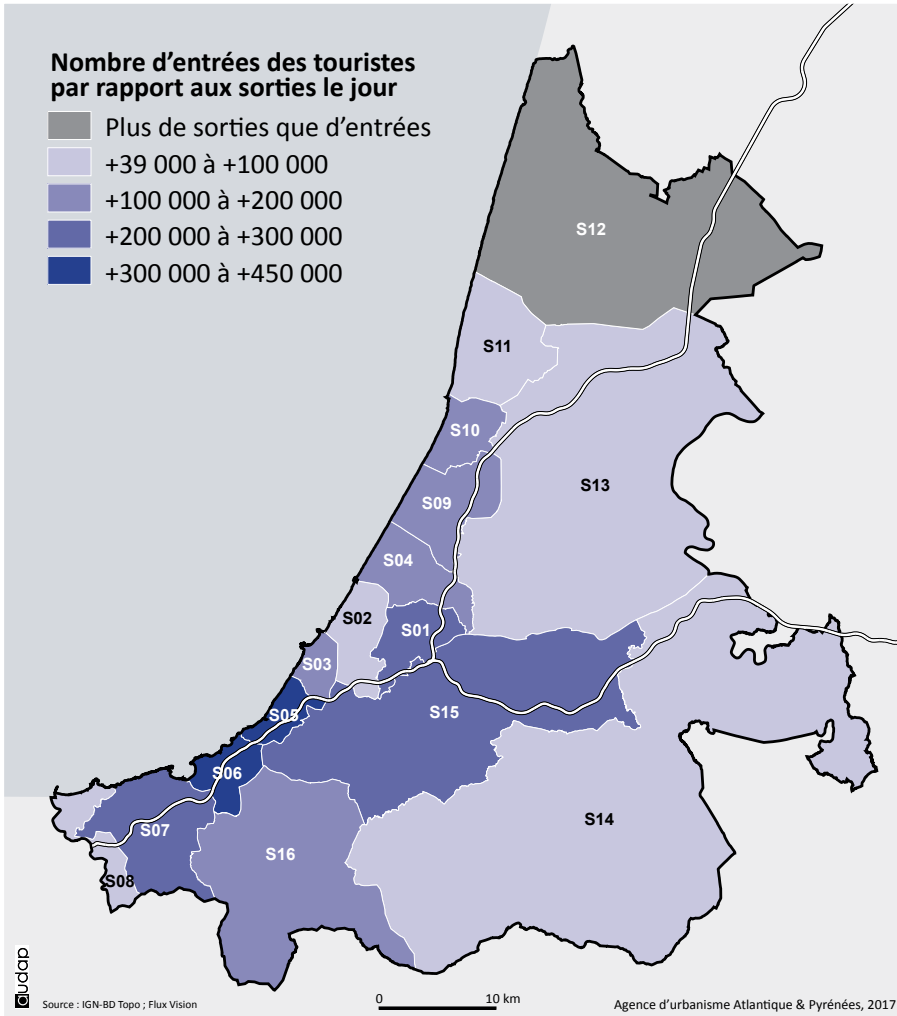 Nombre d'entrées des touristes
par rapport aux sorties le jour
Plus de sorties que d'entrées
+39 000 à +100 000
+100 000 à +200 000
+200 000 à +300 000
+300 000 à +450 000
S12
S11
S10
S13
S09
S04
S02
S01
S03
S05
S15
S06
S07
S14
S16
S08
audap
Source : IGN-BD Topo ; Flux Vision
0 10 km
Agence d'urbanisme Atlantique & Pyrénées, 2017